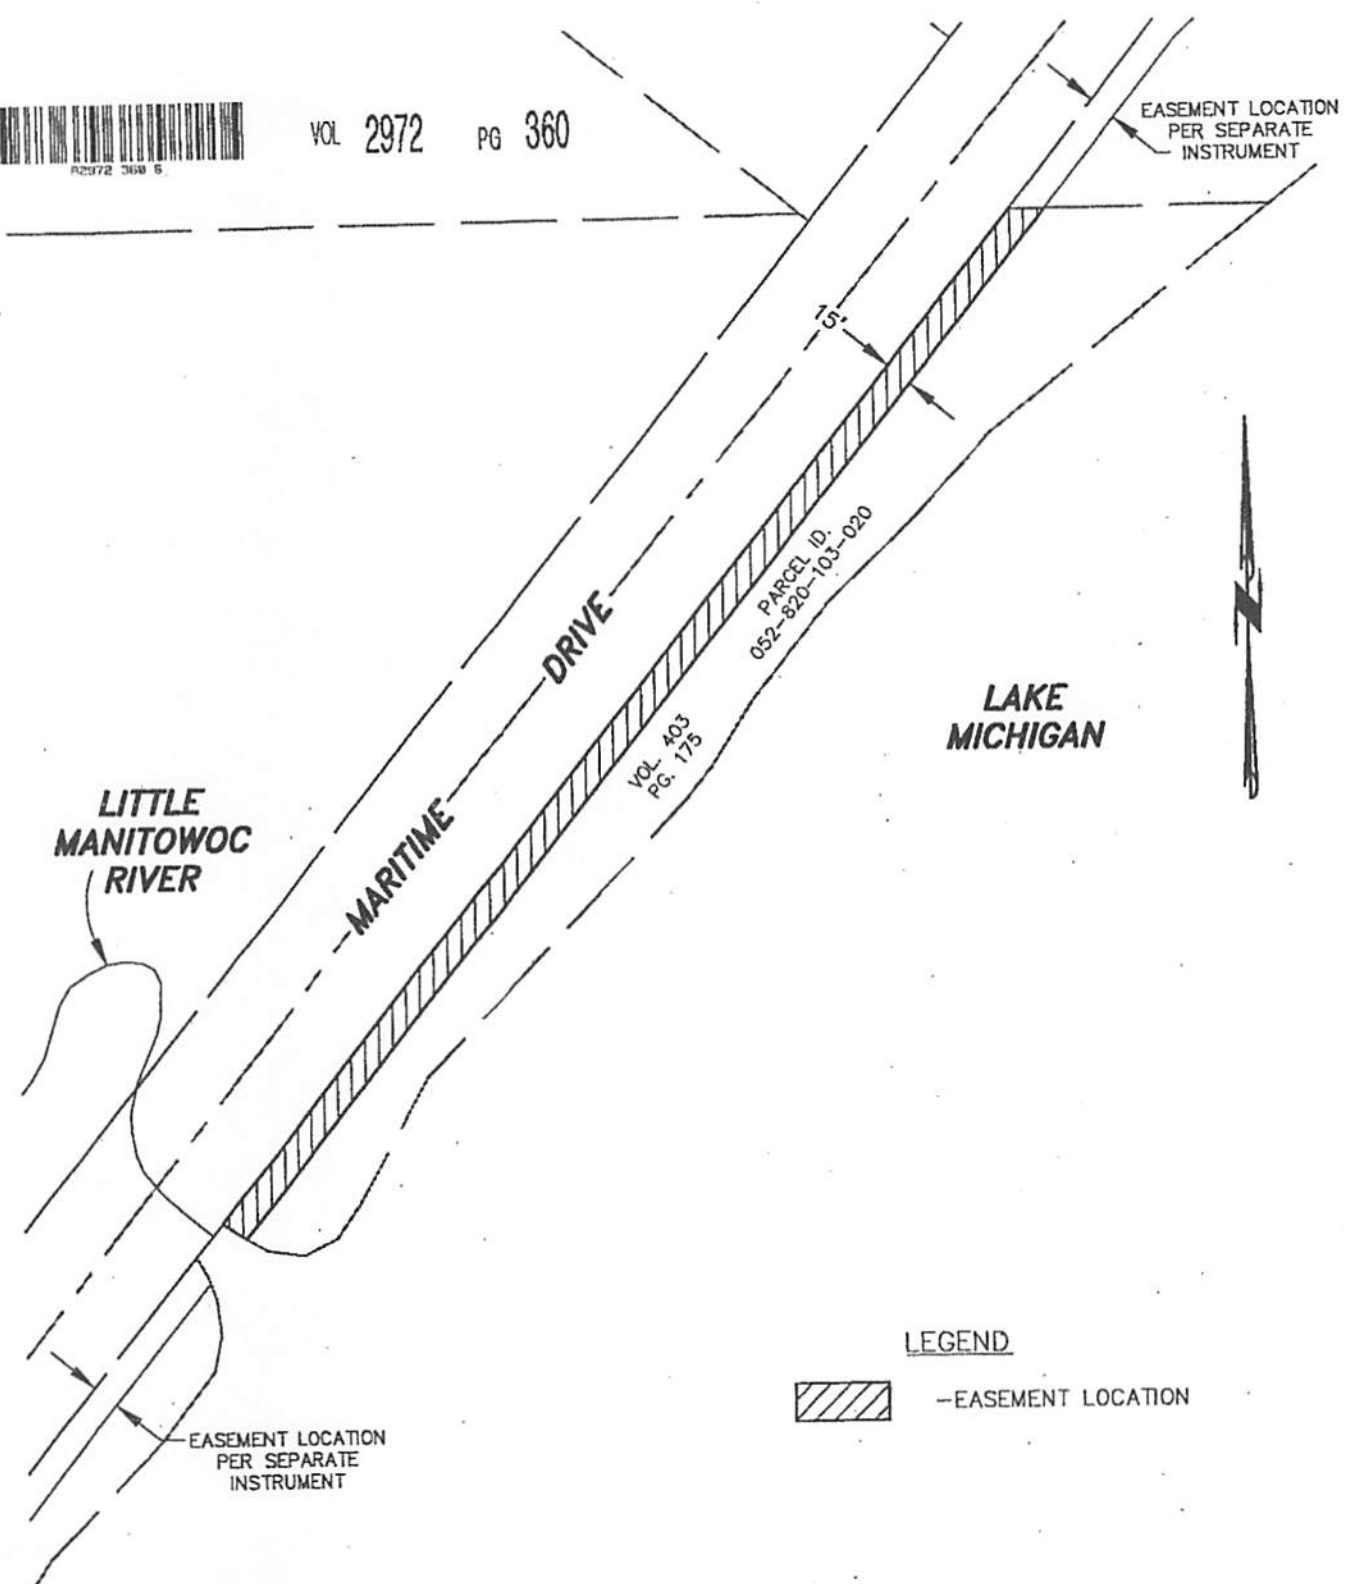 VOL 2972 PG 360
R2972 360 6
EASEMENT LOCATION
PER SEPARATE
INSTRUMENT
15'
PARCEL ID.
052-820-103-020
DRIVE
LAKE
MICHIGAN
VOL. 403
PG. 175
LITTLE
MANITOWOC
RIVER
MARITIME
LEGEND
-EASEMENT LOCATION
EASEMENT LOCATION
PER SEPARATE
INSTRUMENT